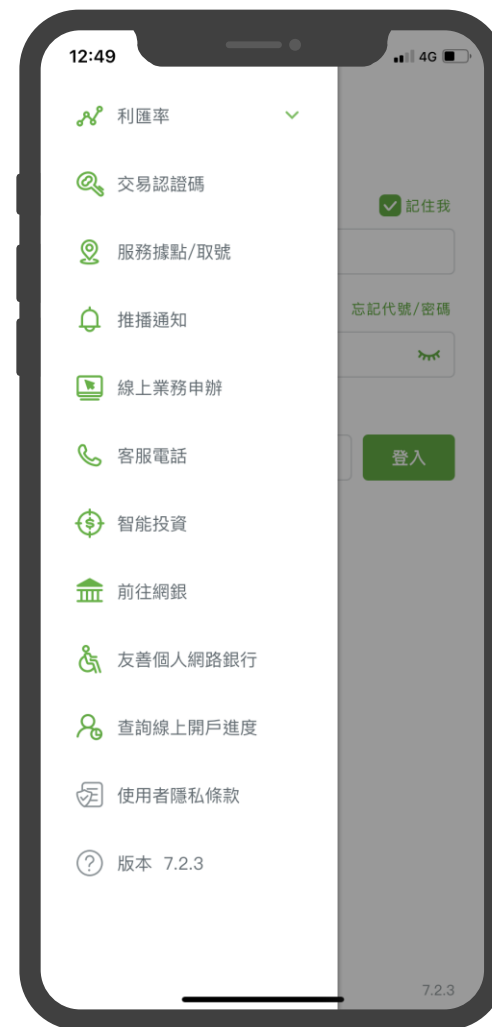 12:49 4G
利匯率
交易認證碼
記住我
服務據點/取號
忘記代號/密碼
推播通知
線上業務申辦
客服電話
登入
智能投資
前往網銀
友善個人網路銀行
查詢線上開戶進度
使用者隱私條款
版本 7.2.3
7.2.3